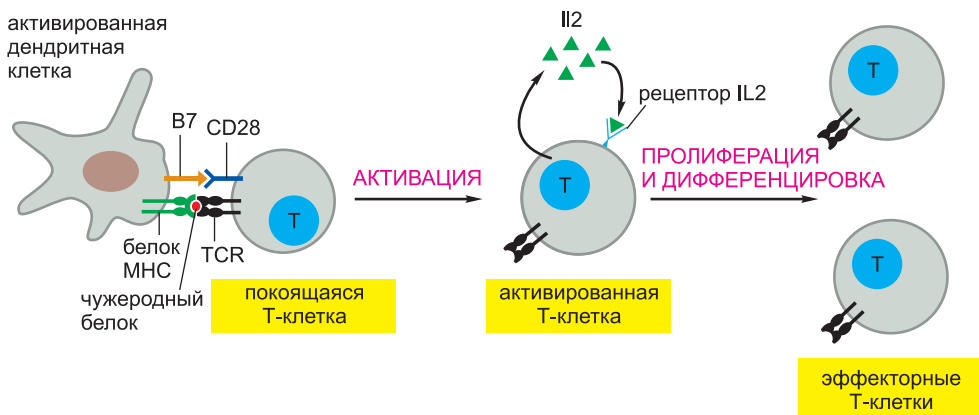 активированная
дендритная
клетка
B7
CD28
белок
MHC
TCR
чужеродный
белок
T
покоящаяся
Т-клетка
АКТИВАЦИЯ
Il2
рецептор IL2
T
активированная
Т-клетка
ПРОЛИФЕРАЦИЯ
И ДИФФЕРЕНЦИРОВКА
T
T
эффекторные
Т-клетки